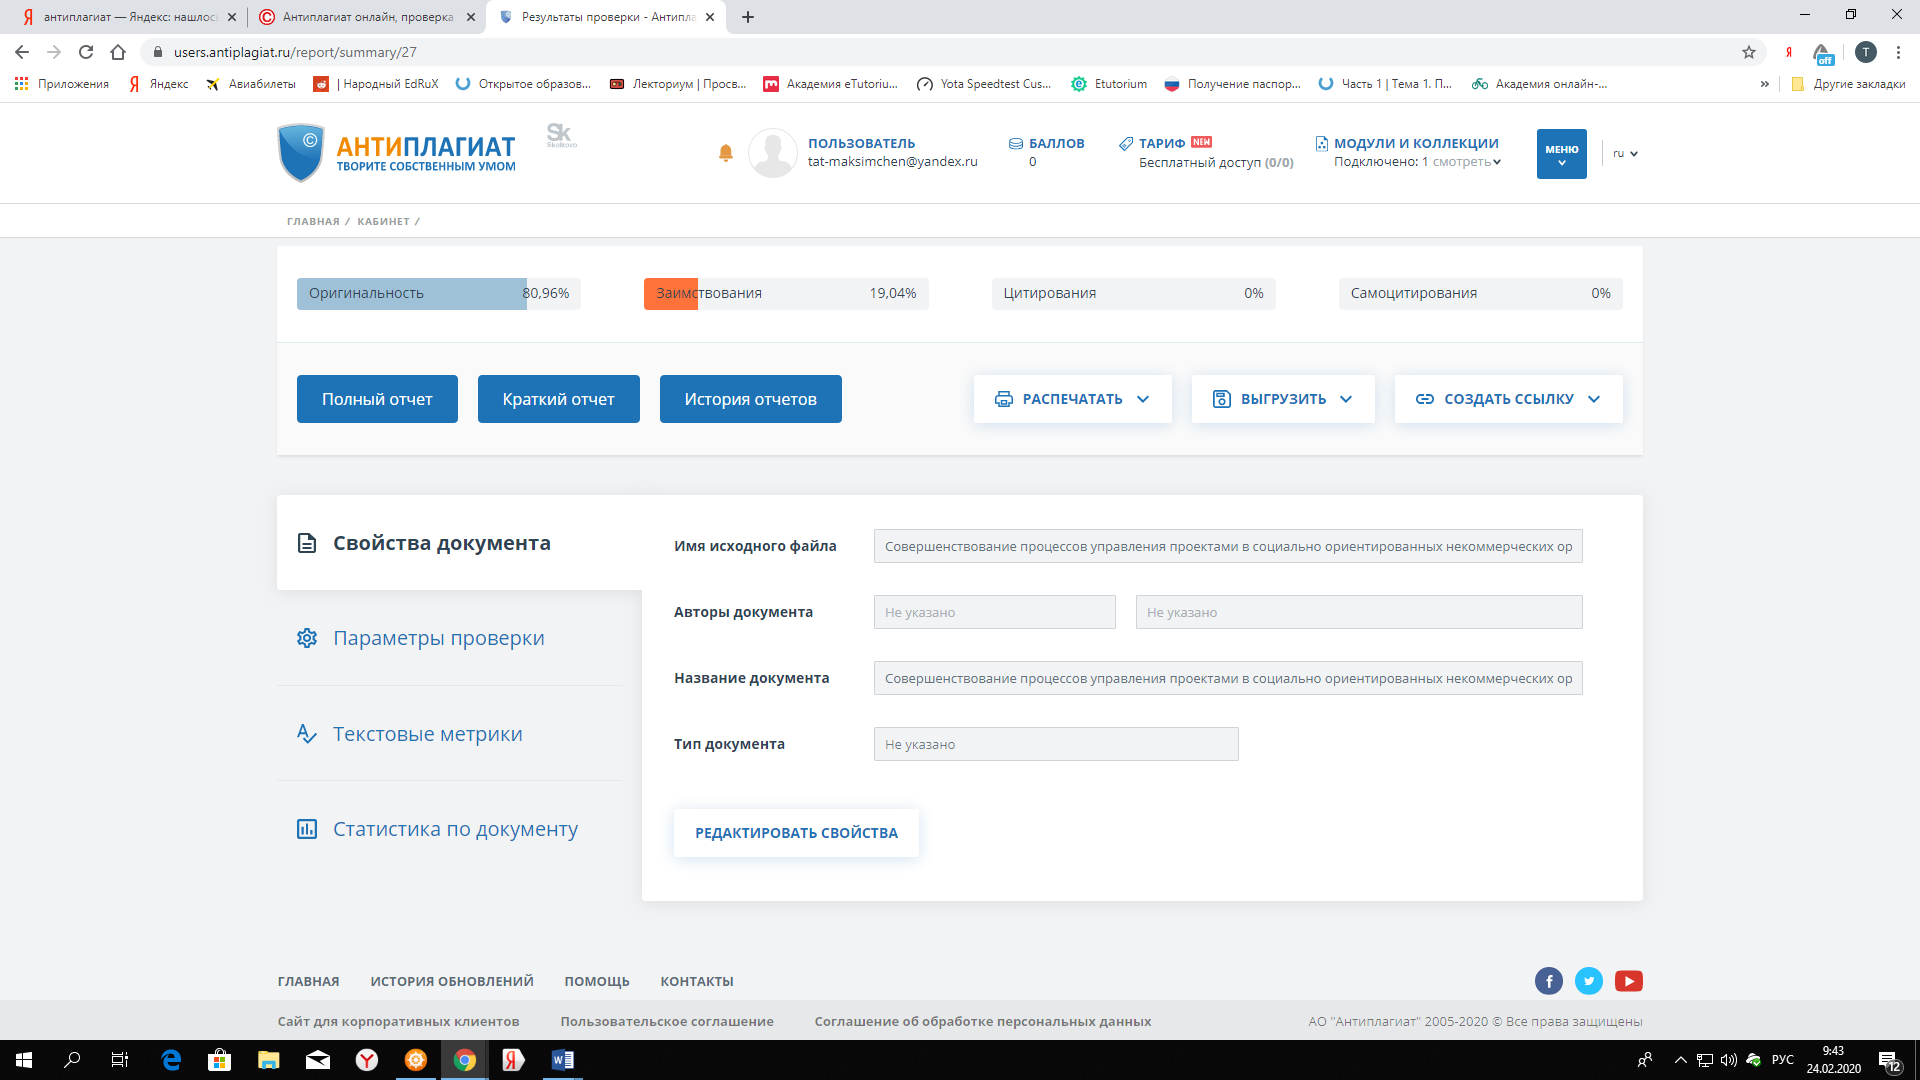 антиплагиат — Яндекс: нашлос
Антиплагиат онлайн, проверка
Результаты проверки - Антипла
users.antiplagiat.ru/report/summary/27
Приложения
Яндекс
Авиабилеты
| Народный EdRuX
Открытое образов...
Лекториум | Просв...
Академия eTutoriu...
Yota Speedtest Cus...
Etutorium
Получение паспор...
Часть 1 | Тема 1. П...
Академия онлайн-...
»
Другие закладки
off
T
АНТИПЛАГИАТ
ТВОРИТЕ СОБСТВЕННЫМ УМОМ
Sk
Skolkovo
ПОЛЬЗОВАТЕЛЬ
tat-maksimchen@yandex.ru
БАЛЛОВ
0
ТАРИФ NEW
Бесплатный доступ (0/0)
МОДУЛИ И КОЛЛЕКЦИИ
Подключено: 1 смотреть
МЕНЮ
ru
ГЛАВНАЯ / КАБИНЕТ /
Оригинальность 80,96%
Заимствования 19,04%
Цитирования 0%
Самоцитирования 0%
Полный отчет
Краткий отчет
История отчетов
РАСПЕЧАТАТЬ
ВЫГРУЗИТЬ
СОЗДАТЬ ССЫЛКУ
Свойства документа
Параметры проверки
Текстовые метрики
Статистика по документу
Имя исходного файла
Совершенствование процессов управления проектами в социально ориентированных некоммерческих ор
Авторы документа
Не указано
Не указано
Название документа
Совершенствование процессов управления проектами в социально ориентированных некоммерческих ор
Тип документа
Не указано
РЕДАКТИРОВАТЬ СВОЙСТВА
ГЛАВНАЯ
ИСТОРИЯ ОБНОВЛЕНИЙ
ПОМОЩЬ
КОНТАКТЫ
Сайт для корпоративных клиентов
Пользовательское соглашение
Соглашение об обработке персональных данных
АО "Антиплагиат" 2005-2020 © Все права защищены
РУС
9:43
24.02.2020
12